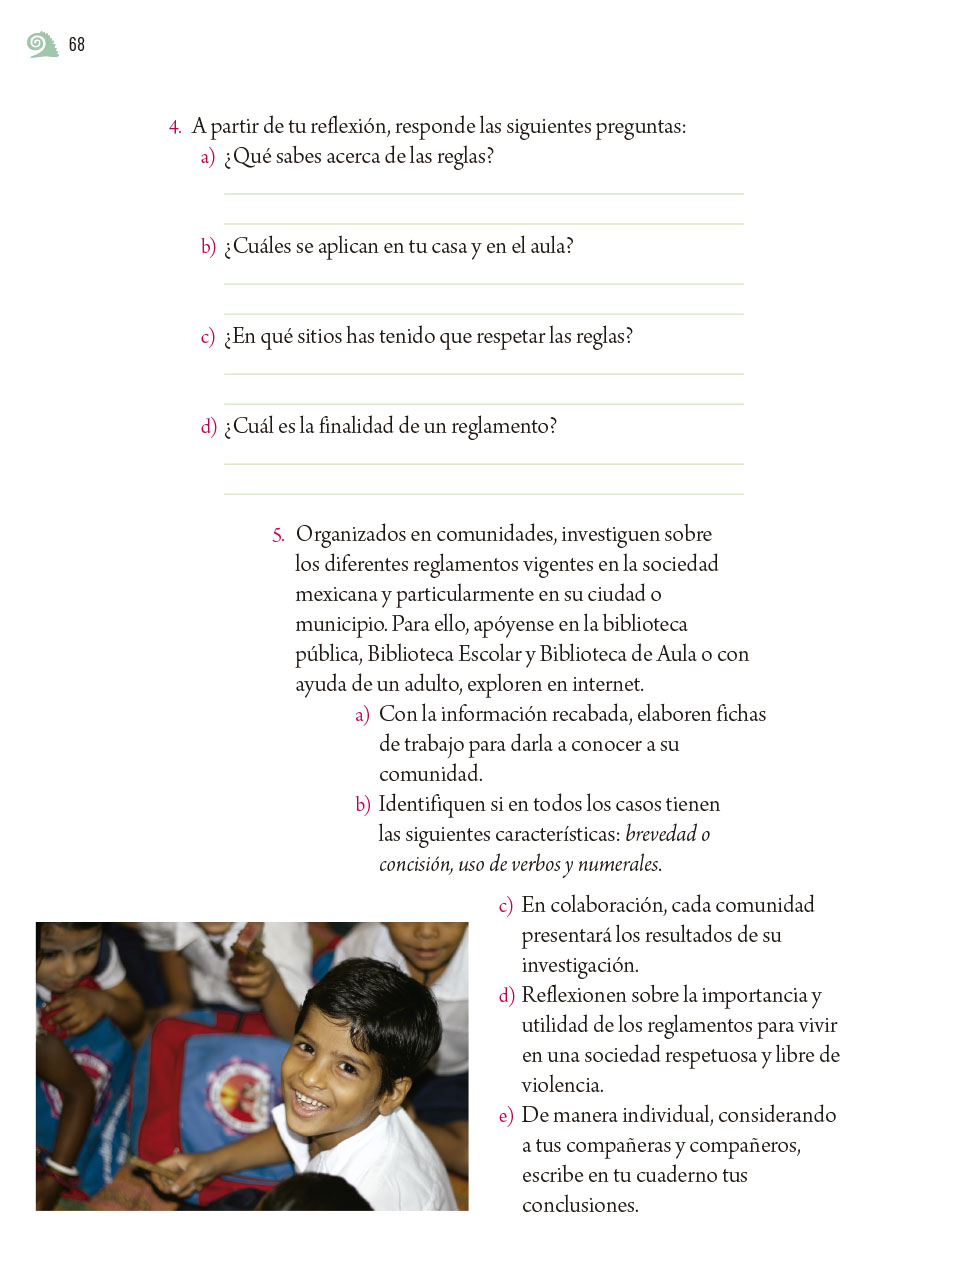 68
4. A partir de tu reflexión, responde las siguientes preguntas:
a) ¿Qué sabes acerca de las reglas?
b) ¿Cuáles se aplican en tu casa y en el aula?
c) ¿En qué sitios has tenido que respetar las reglas?
d) ¿Cuál es la finalidad de un reglamento?
5. Organizados en comunidades, investiguen sobre
los diferentes reglamentos vigentes en la sociedad
mexicana y particularmente en su ciudad o
municipio. Para ello, apóyense en la biblioteca
pública, Biblioteca Escolar y Biblioteca de Aula o con
ayuda de un adulto, exploren en internet.
a) Con la información recabada, elaboren fichas
de trabajo para darla a conocer a su
comunidad.
b) Identifiquen si en todos los casos tienen
las siguientes características: brevedad o
concisión, uso de verbos y numerales.
c) En colaboración, cada comunidad
presentará los resultados de su
investigación.
d) Reflexionen sobre la importancia y
utilidad de los reglamentos para vivir
en una sociedad respetuosa y libre de
violencia.
e) De manera individual, considerando
a tus compañeras y compañeros,
escribe en tu cuaderno tus
conclusiones.